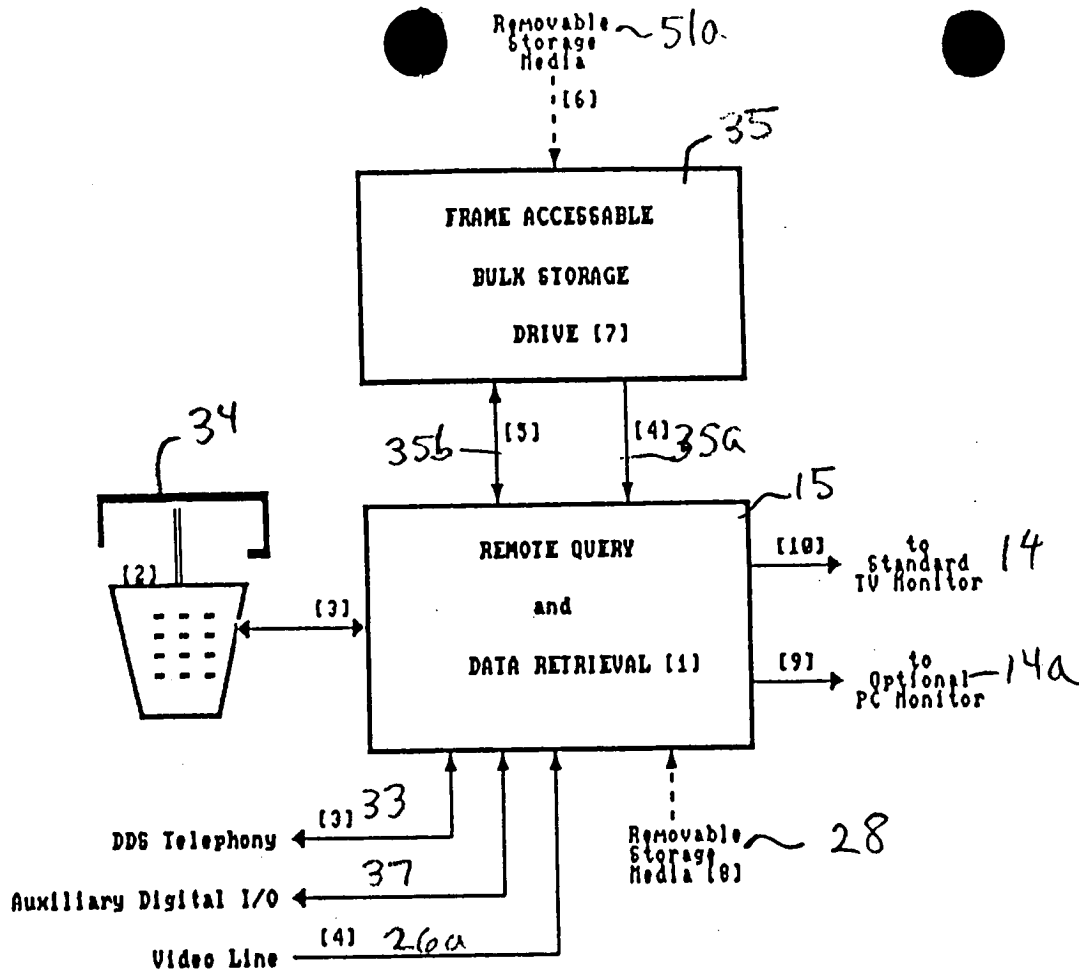 Removable
Storage
Media
51a
[6]
35
FRAME ACCESSABLE
BULK STORAGE
DRIVE [7]
34
35b
[5]
[4]
35a
15
[2]
[3]
REMOTE QUERY
and
DATA RETRIEVAL [1]
[10]
to
Standard
TV Monitor
14
[9]
to
Optional
PC Monitor
14a
DDS Telephony
[3]
33
Auxiliary Digital I/O
37
Video Line
[4]
26a
Removable
Storage
Media [8]
28